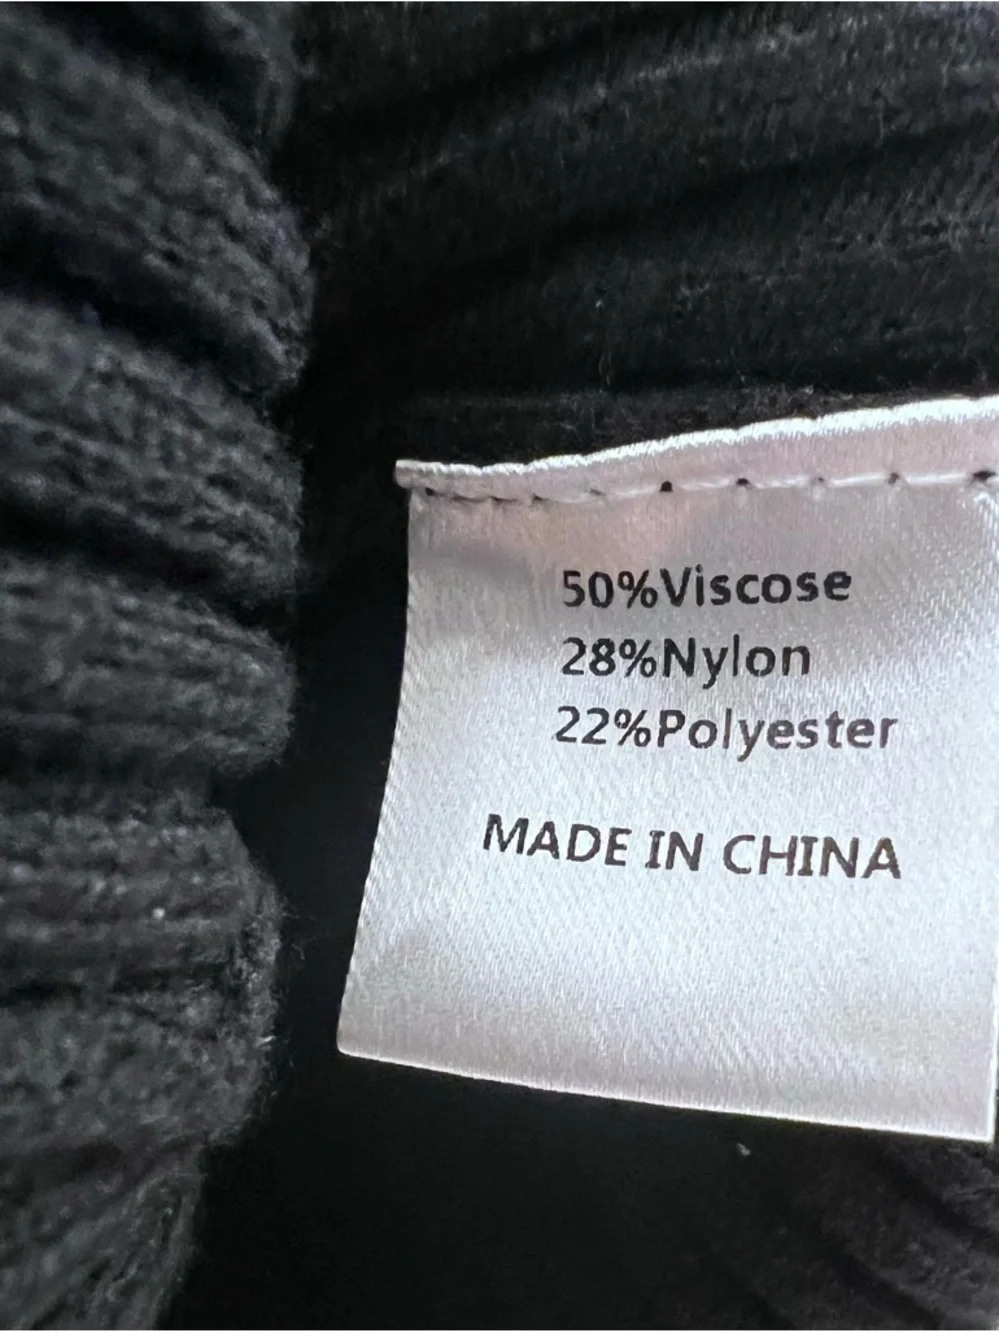 50%Viscose
28%Nylon
22%Polyester
MADE IN CHINA